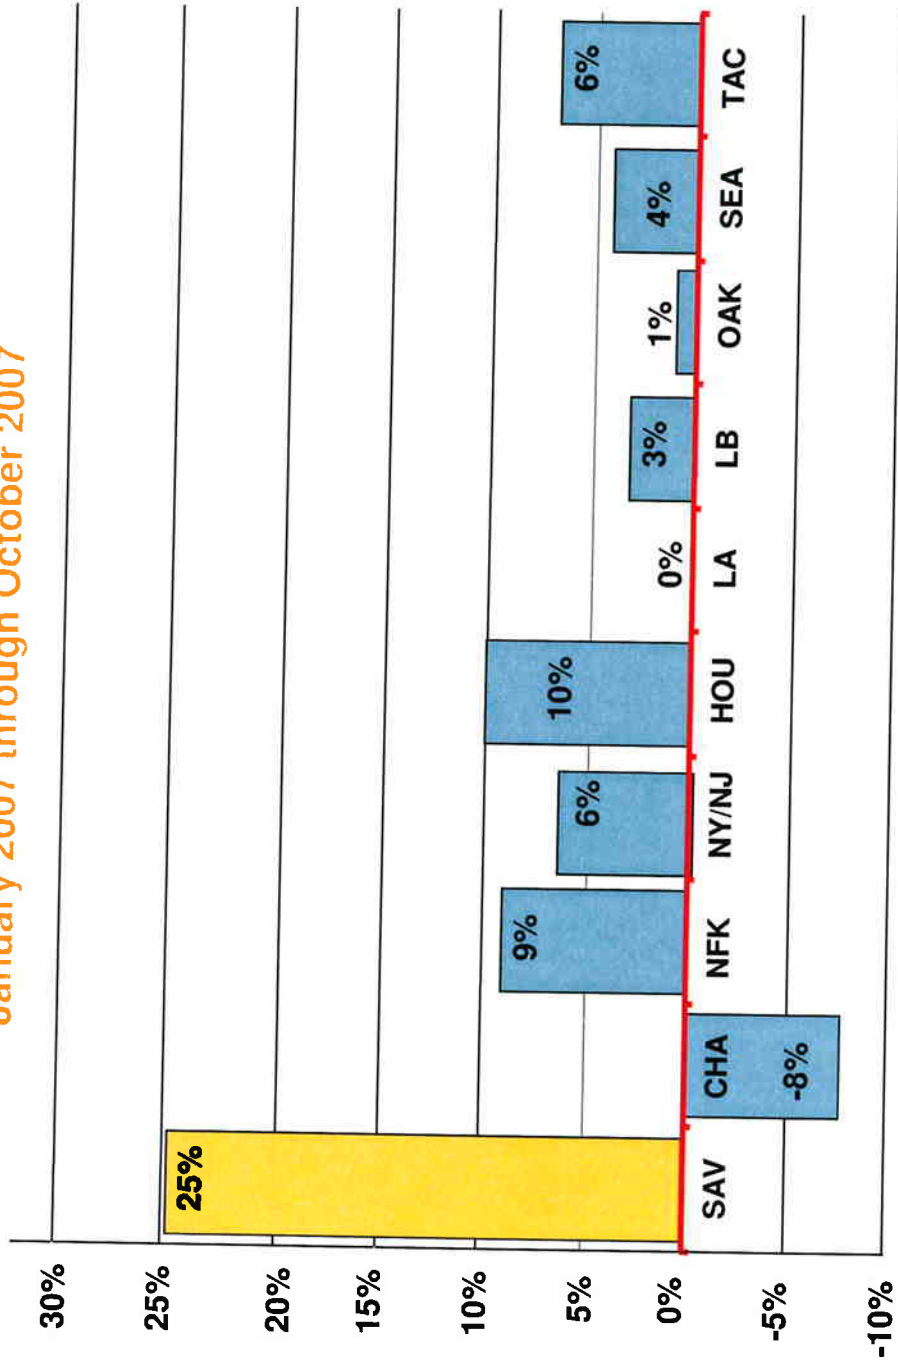 January 2007 through October 2007
30%
25%
20%
15%
10%
5%
0%
-5%
-10%
25%
-8%
9%
6%
10%
0%
3%
1%
4%
6%
SAV
CHA
NFK
NY/NJ
HOU
LA
LB
OAK
SEA
TAC